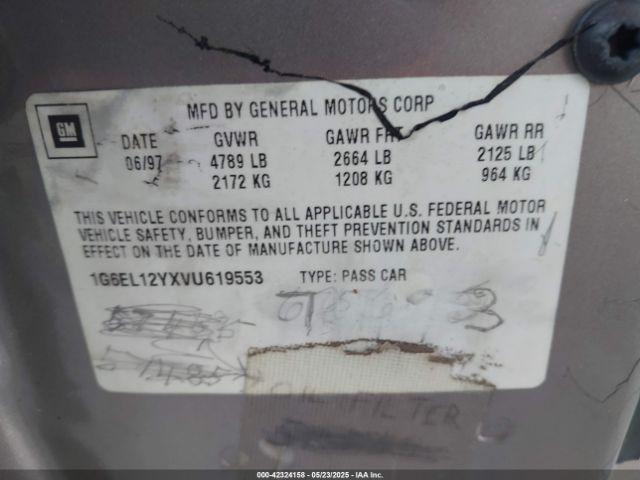 GM
MFD BY GENERAL MOTORS CORP
DATE GVWR GAWR FRT GAWR RR
06/97 4789 LB 2664 LB 2125 LB
2172 KG 1208 KG 964 KG
THIS VEHICLE CONFORMS TO ALL APPLICABLE U.S. FEDERAL MOTOR
VEHICLE SAFETY, BUMPER, AND THEFT PREVENTION STANDARDS IN
EFFECT ON THE DATE OF MANUFACTURE SHOWN ABOVE.
1G6EL12YXVU619553 TYPE: PASS CAR
OIL FILTER
000-42324158 - 05/23/2025 - IAA Inc.